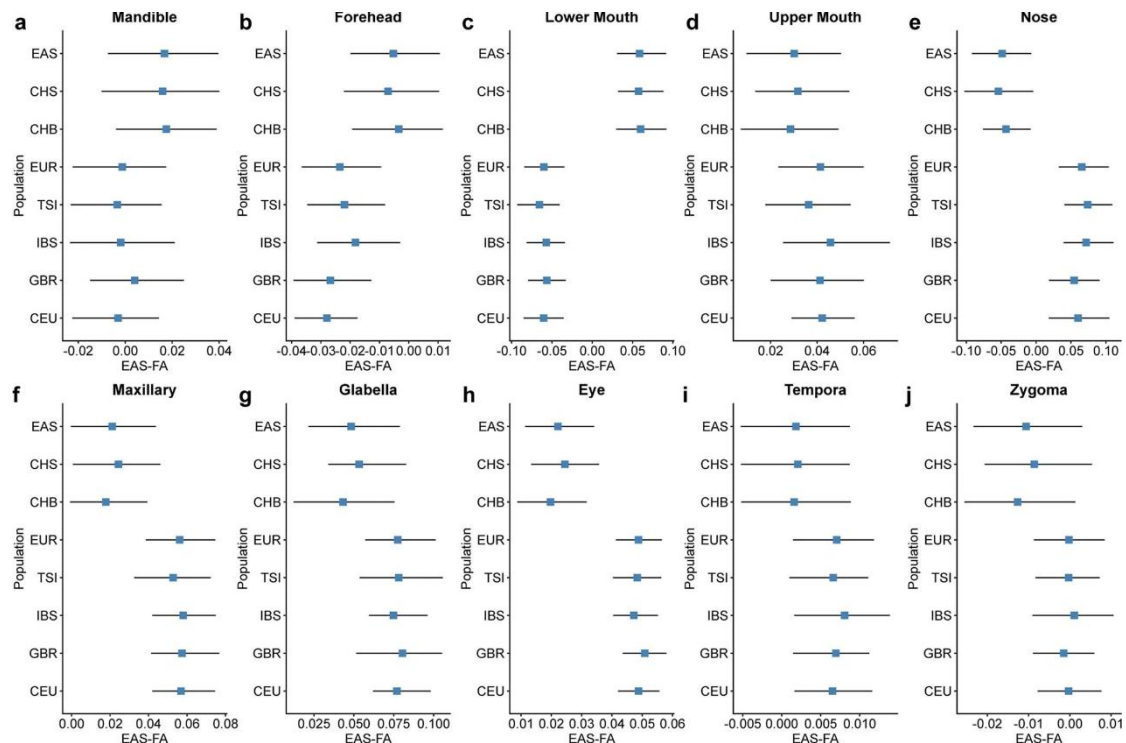 a Mandible
Population
EAS
CHS
CHB
EUR
TSI
IBS
GBR
CEU
-0.02 0.00 0.02 0.04
EAS-FA
b Forehead
Population
EAS
CHS
CHB
EUR
TSI
IBS
GBR
CEU
-0.04 -0.03 -0.02 -0.01 0.00 0.01
EAS-FA
c Lower Mouth
Population
EAS
CHS
CHB
EUR
TSI
IBS
GBR
CEU
-0.10 -0.05 0.00 0.05 0.10
EAS-FA
d Upper Mouth
Population
EAS
CHS
CHB
EUR
TSI
IBS
GBR
CEU
0.02 0.04 0.06
EAS-FA
e Nose
Population
EAS
CHS
CHB
EUR
TSI
IBS
GBR
CEU
-0.10 -0.05 0.00 0.05 0.10
EAS-FA
f Maxillary
Population
EAS
CHS
CHB
EUR
TSI
IBS
GBR
CEU
0.00 0.02 0.04 0.06 0.08
EAS-FA
g Glabella
Population
EAS
CHS
CHB
EUR
TSI
IBS
GBR
CEU
0.025 0.050 0.075 0.100
EAS-FA
h Eye
Population
EAS
CHS
CHB
EUR
TSI
IBS
GBR
CEU
0.01 0.02 0.03 0.04 0.05 0.06
EAS-FA
i Tempora
Population
EAS
CHS
CHB
EUR
TSI
IBS
GBR
CEU
-0.005 0.000 0.005 0.010
EAS-FA
j Zygoma
Population
EAS
CHS
CHB
EUR
TSI
IBS
GBR
CEU
-0.02 -0.01 0.00 0.01
EAS-FA